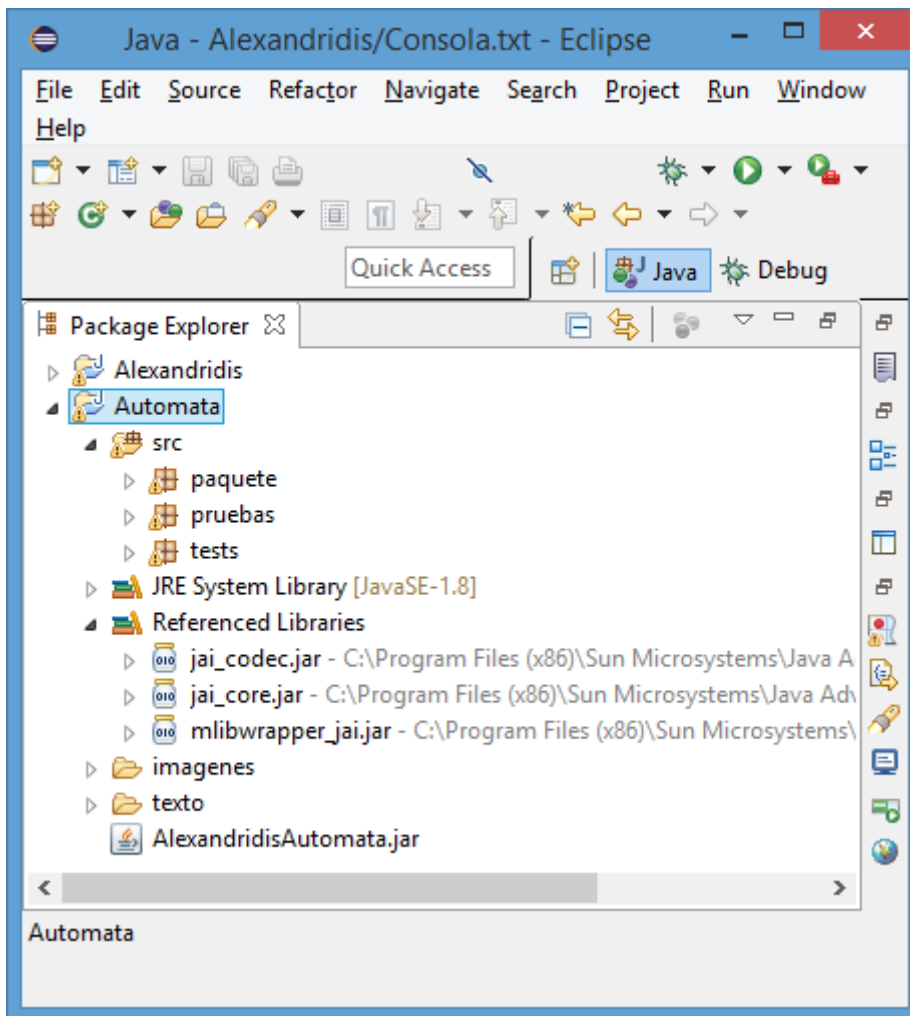 Java - Alexandridis/Consola.txt - Eclipse
File Edit Source Refactor Navigate Search Project Run Window
Help
Quick Access Java Debug
Package Explorer
Alexandridis
Automata
src
paquete
pruebas
tests
JRE System Library [JavaSE-1.8]
Referenced Libraries
jai_codec.jar - C:\Program Files (x86)\Sun Microsystems\Java A
jai_core.jar - C:\Program Files (x86)\Sun Microsystems\Java Adv
mlibwrapper_jai.jar - C:\Program Files (x86)\Sun Microsystems\
imagenes
texto
AlexandridisAutomata.jar
Automata